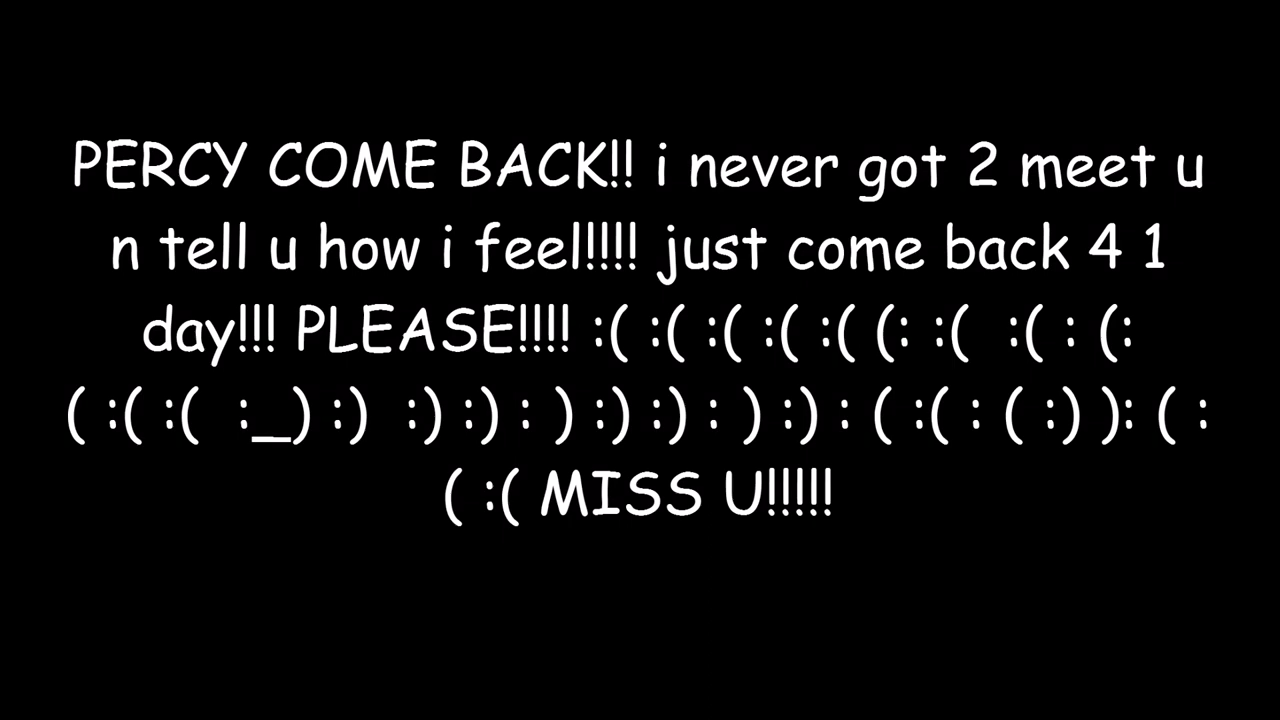 PERCY COME BACK!! i never got 2 meet u
n tell u how i feel!!!! just come back 4 1
day!!! PLEASE!!!! :( :( :( :( :( (: :(  :( : (:
( :( :(  :_) :)  :) :) : ) :) :) : ) :) : ( :( : ( :) ): ( :
( :( MISS U!!!!!